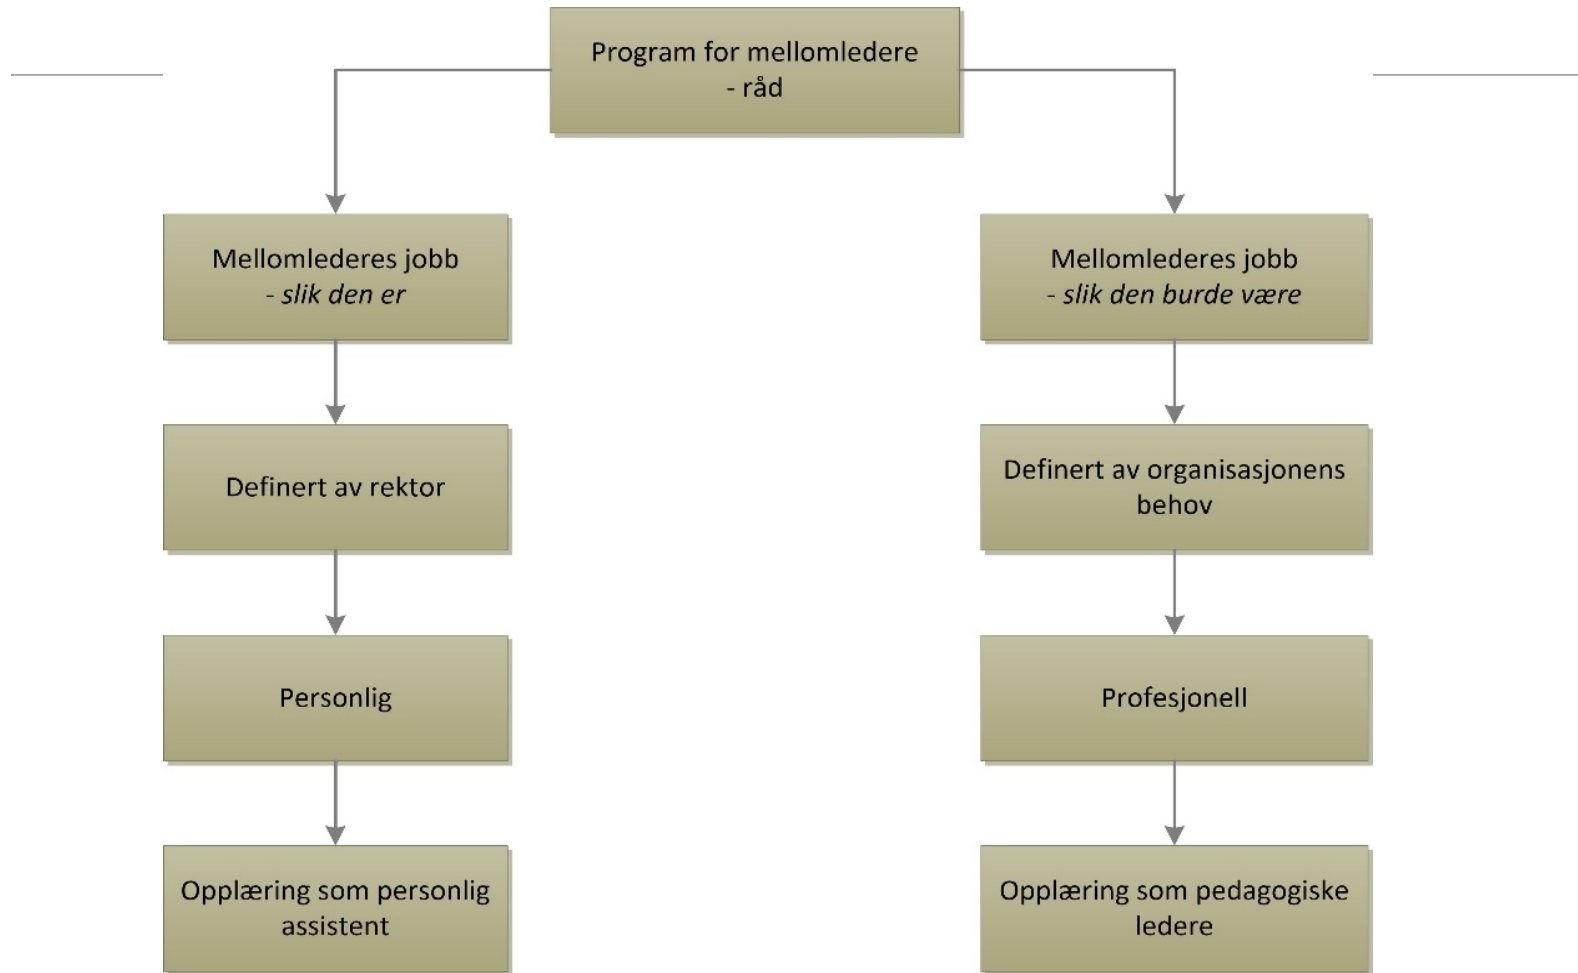 Program for mellomledere
- råd
Mellomlederes jobb
- slik den er
Mellomlederes jobb
- slik den burde være
Definert av rektor
Definert av organisasjonens
behov
Personlig
Profesjonell
Opplæring som personlig
assistent
Opplæring som pedagogiske
ledere